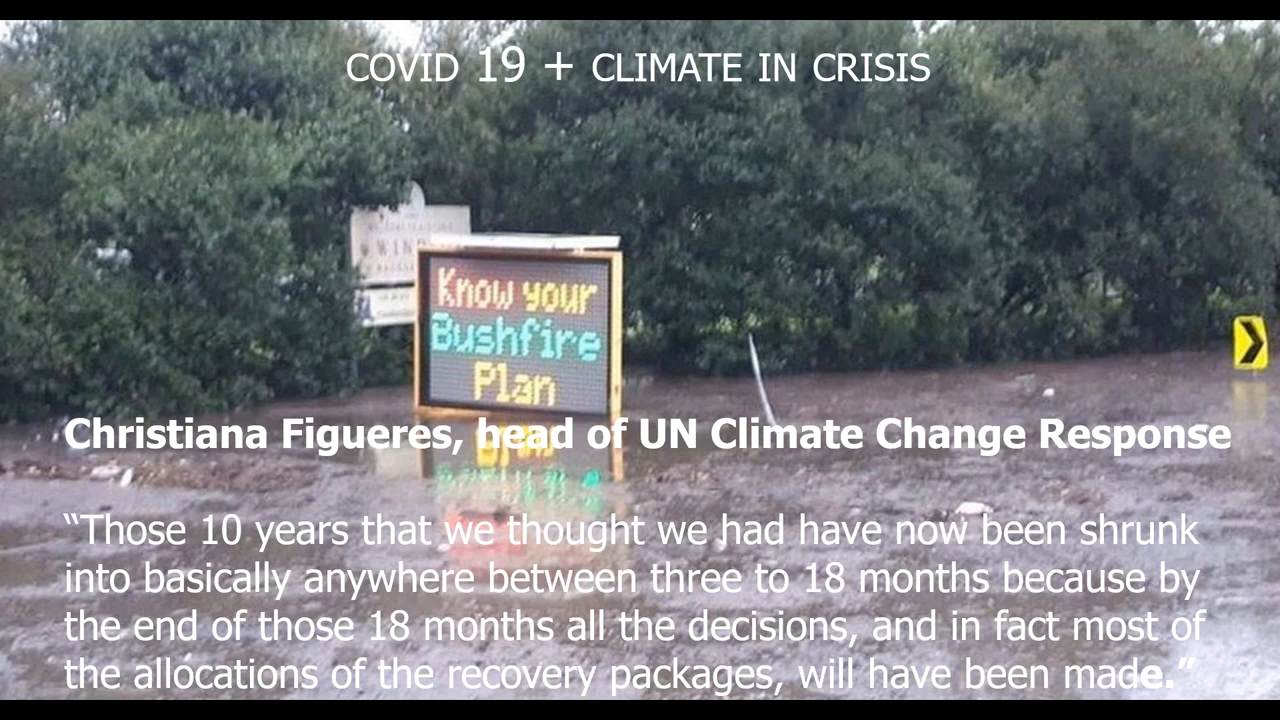 COVID 19 + CLIMATE IN CRISIS
WIND
Know your
Bushfire
Plan
Christiana Figueres, head of UN Climate Change Response
“Those 10 years that we thought we had have now been shrunk
into basically anywhere between three to 18 months because by
the end of those 18 months all the decisions, and in fact most of
the allocations of the recovery packages, will have been made.”